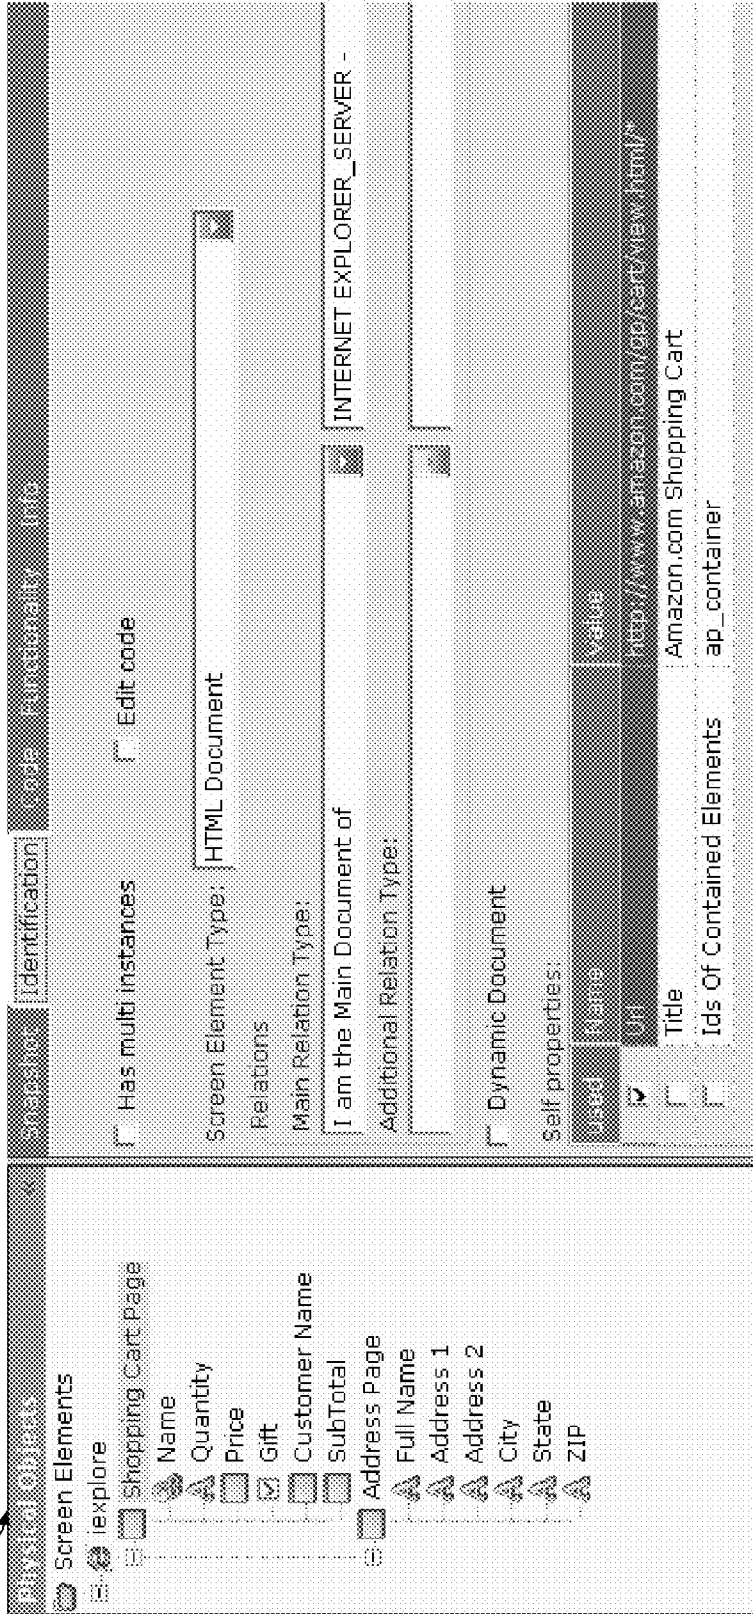 Physical Objects
Screen Elements
iexplore
Shopping Cart Page
Name
Quantity
Price
Gift
Customer Name
SubTotal
Address Page
Full Name
Address 1
Address 2
City
State
ZIP
Snapshot Identification Code Functionality Info
Has multi instances Edit code
Screen Element Type: HTML Document
Relations
Main Relation Type:
I am the Main Document of INTERNET EXPLORER_SERVER -
Additional Relation Type:
Dynamic Document
Self properties:
Used Name Value
Url http://www.amazon.com/gp/cart/view.html/*
Title Amazon.com Shopping Cart
Ids Of Contained Elements ap_container